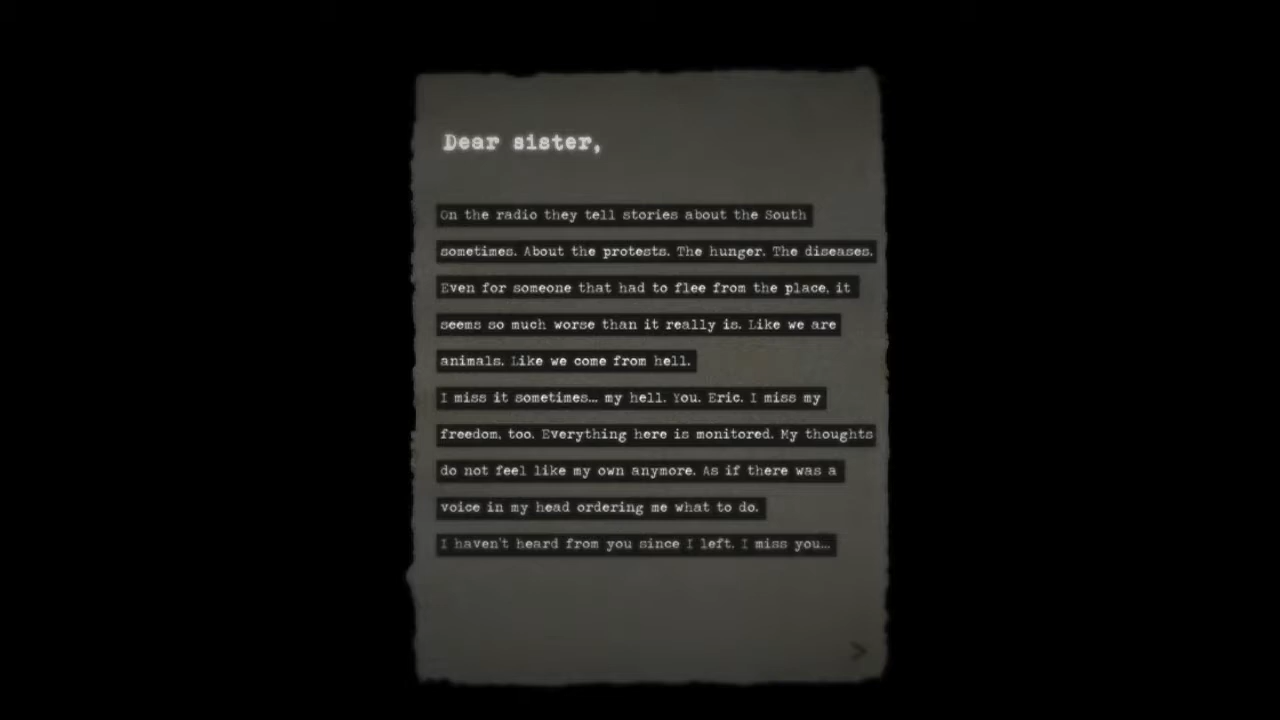 Dear sister,
On the radio they tell stories about the South
sometimes. About the protests. The hunger. The diseases.
Even for someone that had to flee from the place, it
seems so much worse than it really is. Like we are
animals. Like we come from hell.
I miss it sometimes... my hell. You. Eric. I miss my
freedom, too. Everything here is monitored. My thoughts
do not feel like my own anymore. As if there was a
voice in my head ordering me what to do.
I haven't heard from you since I left. I miss you...
>